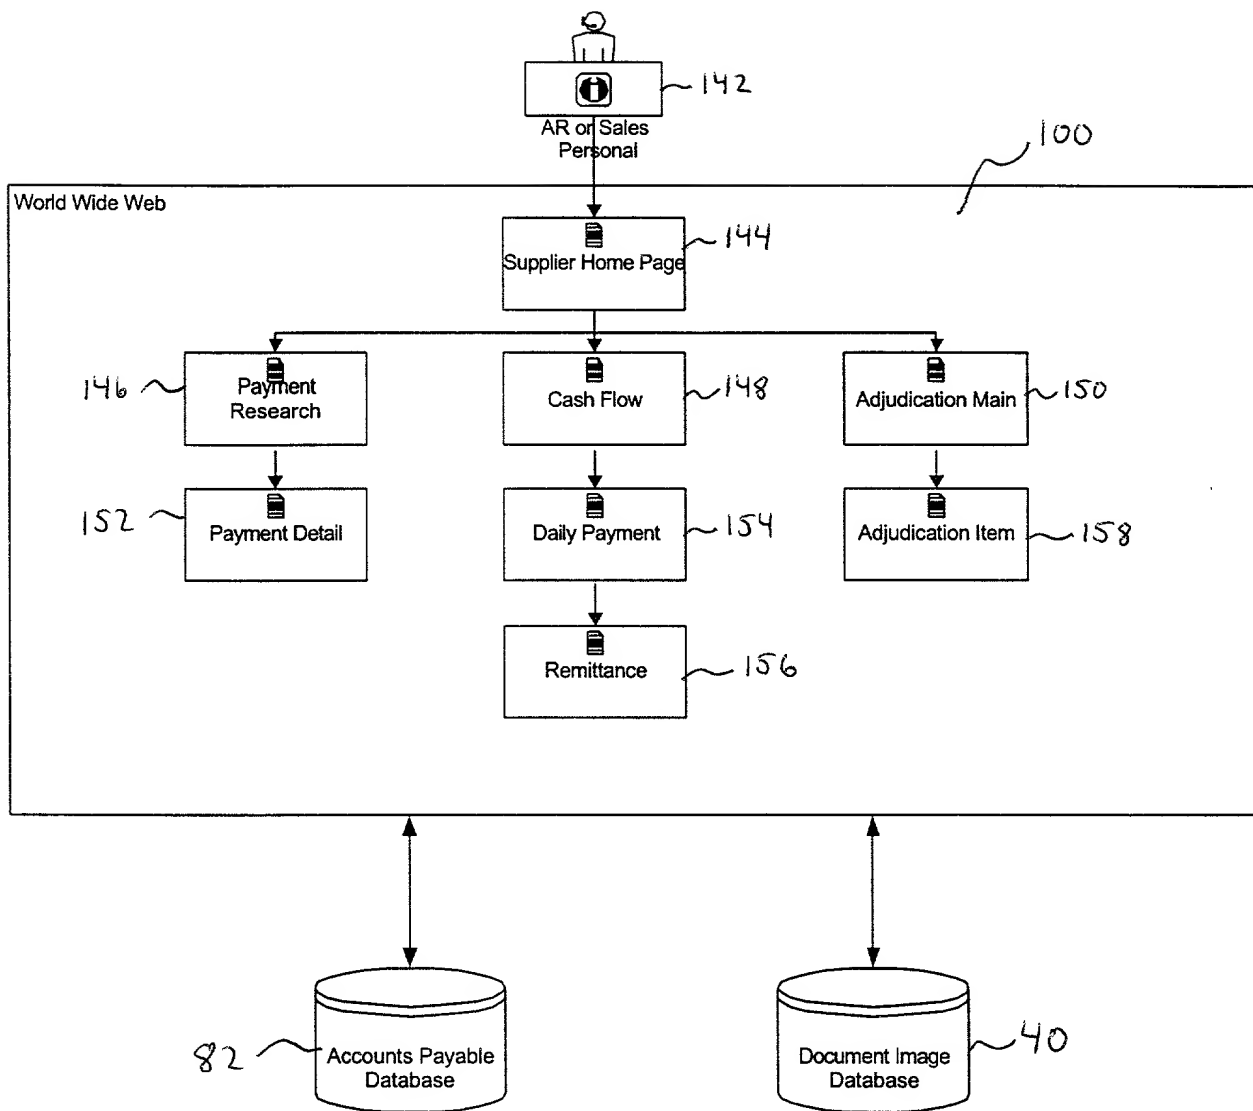 142
AR or Sales
Personal
100
World Wide Web
144
Supplier Home Page
146
Payment
Research
Cash Flow
148
Adjudication Main
150
152
Payment Detail
Daily Payment
154
Adjudication Item
158
Remittance
156
82
Accounts Payable
Database
Document Image
Database
40